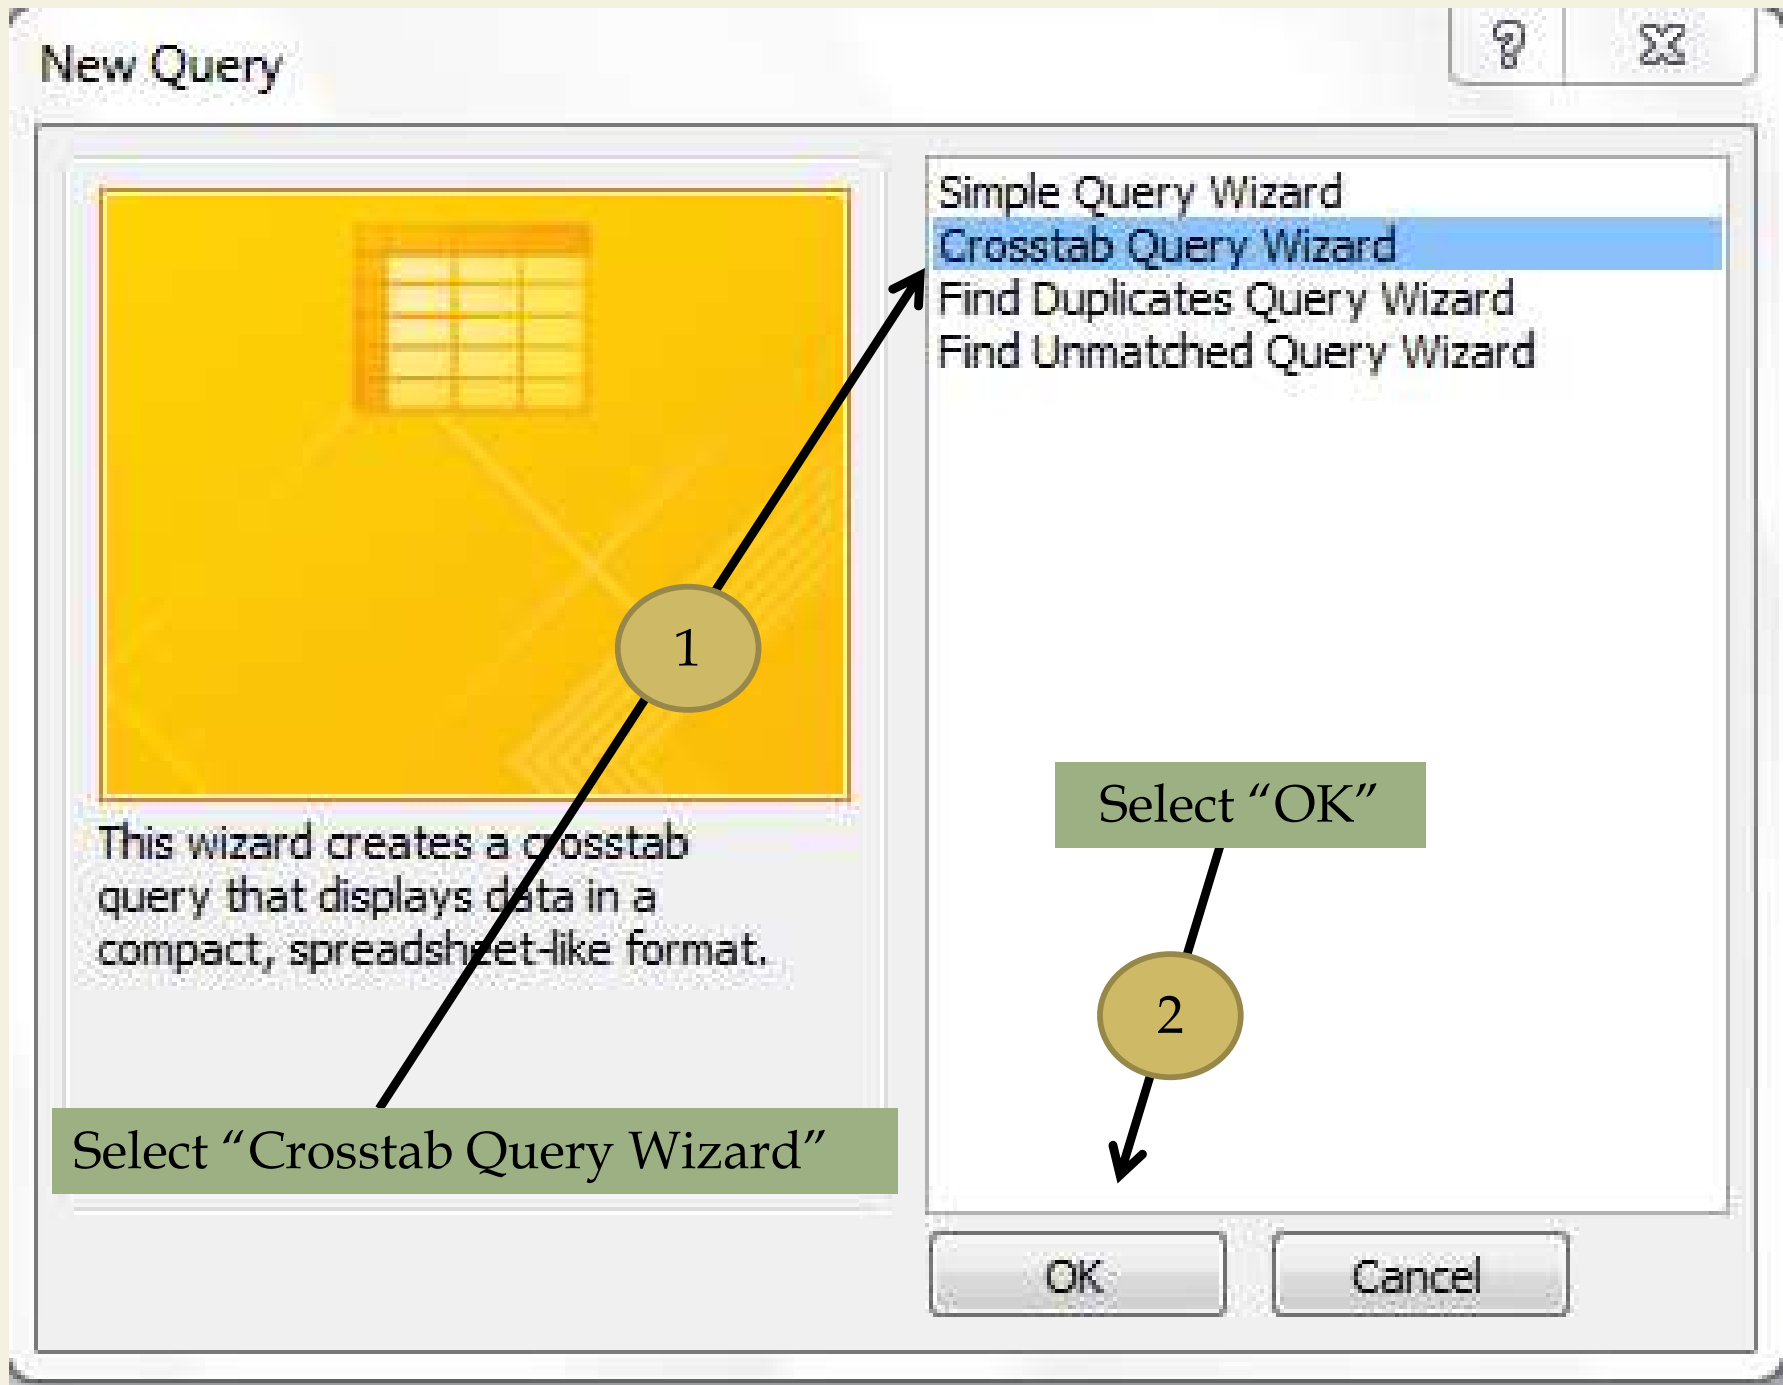 New Query
Simple Query Wizard
Crosstab Query Wizard
Find Duplicates Query Wizard
Find Unmatched Query Wizard
1
Select “OK”
This wizard creates a crosstab
query that displays data in a
compact, spreadsheet-like format.
2
Select “Crosstab Query Wizard”
OK
Cancel